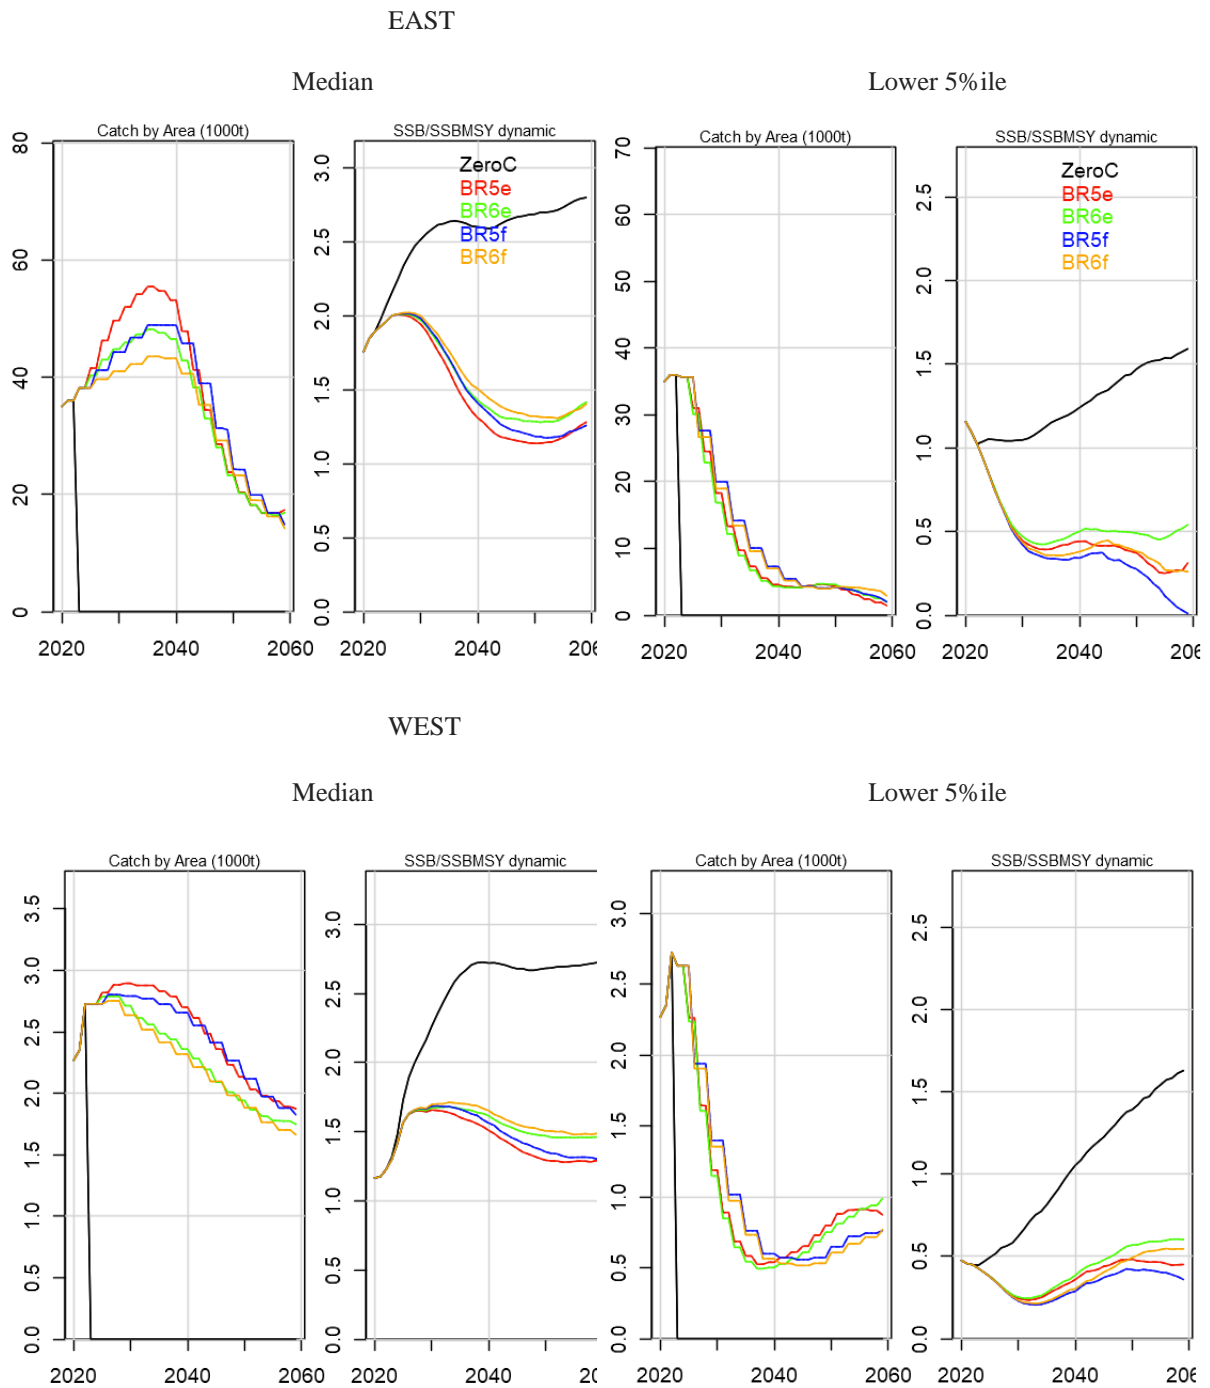 EAST
Median
Lower 5%ile
Catch by Area (1000t)
SSB/SSBMSY dynamic
Catch by Area (1000t)
SSB/SSBMSY dynamic
ZeroC
BR5e
BR6e
BR5f
BR6f
ZeroC
BR5e
BR6e
BR5f
BR6f
0 20 40 60 80
0.0 0.5 1.0 1.5 2.0 2.5 3.0
0 10 20 30 40 50 60 70
0.0 0.5 1.0 1.5 2.0 2.5
2020 2040 2060
2020 2040 206
2020 2040 2060
2020 2040 206
WEST
Median
Lower 5%ile
Catch by Area (1000t)
SSB/SSBMSY dynamic
Catch by Area (1000t)
SSB/SSBMSY dynamic
0.0 0.5 1.0 1.5 2.0 2.5 3.0 3.5
0.0 0.5 1.0 1.5 2.0 2.5 3.0
0.0 0.5 1.0 1.5 2.0 2.5 3.0
0.0 0.5 1.0 1.5 2.0 2.5
2020 2040 2060
2020 2040 20
2020 2040 2060
2020 2040 206